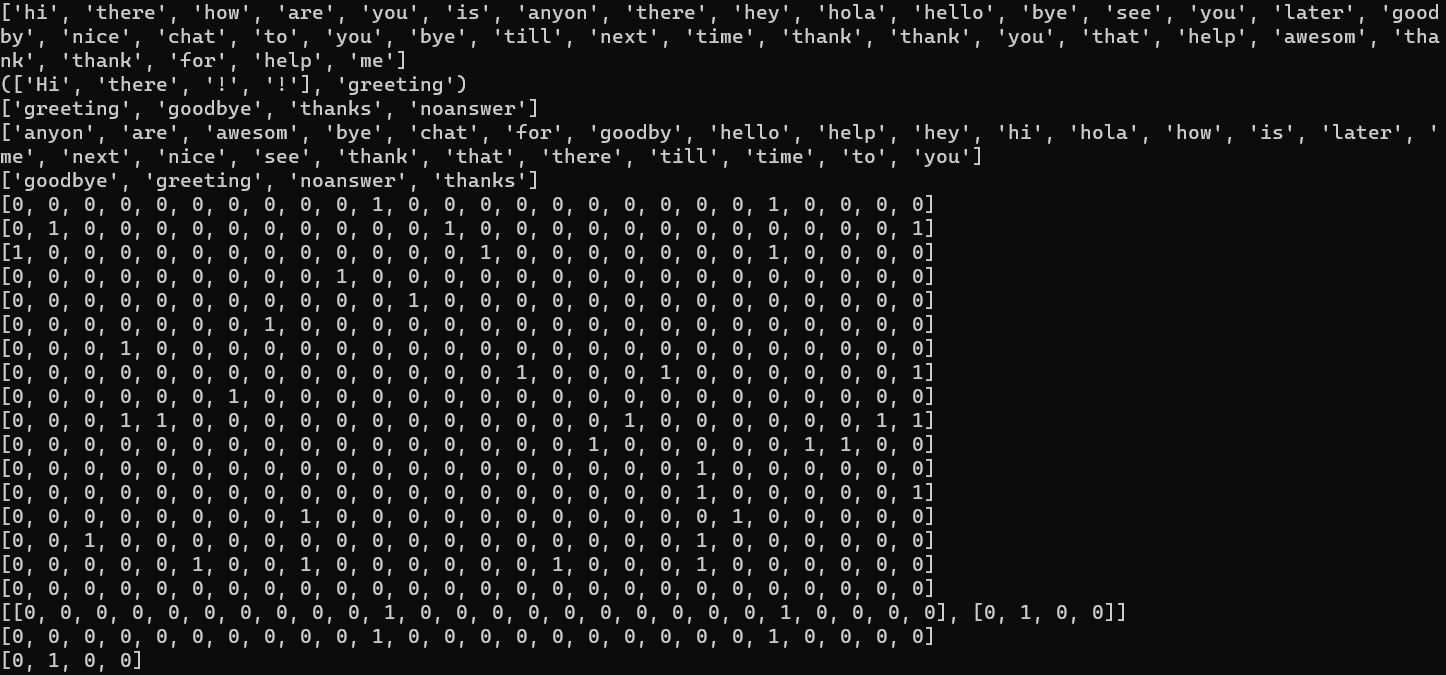 ['hi', 'there', 'how', 'are', 'you', 'is', 'anyon', 'there', 'hey', 'hola', 'hello', 'bye', 'see', 'you', 'later', 'good
by', 'nice', 'chat', 'to', 'you', 'bye', 'till', 'next', 'time', 'thank', 'thank', 'you', 'that', 'help', 'awesom', 'tha
nk', 'thank', 'for', 'help', 'me']
(['Hi', 'there', '!', '!'], 'greeting')
['greeting', 'goodbye', 'thanks', 'noanswer']
['anyon', 'are', 'awesom', 'bye', 'chat', 'for', 'goodby', 'hello', 'help', 'hey', 'hi', 'hola', 'how', 'is', 'later', '
me', 'next', 'nice', 'see', 'thank', 'that', 'there', 'till', 'time', 'to', 'you']
['goodbye', 'greeting', 'noanswer', 'thanks']
[0, 0, 0, 0, 0, 0, 0, 0, 0, 0, 1, 0, 0, 0, 0, 0, 0, 0, 0, 0, 0, 1, 0, 0, 0, 0]
[0, 1, 0, 0, 0, 0, 0, 0, 0, 0, 0, 0, 1, 0, 0, 0, 0, 0, 0, 0, 0, 0, 0, 0, 0, 1]
[1, 0, 0, 0, 0, 0, 0, 0, 0, 0, 0, 0, 0, 1, 0, 0, 0, 0, 0, 0, 0, 1, 0, 0, 0, 0]
[0, 0, 0, 0, 0, 0, 0, 0, 0, 1, 0, 0, 0, 0, 0, 0, 0, 0, 0, 0, 0, 0, 0, 0, 0, 0]
[0, 0, 0, 0, 0, 0, 0, 0, 0, 0, 0, 1, 0, 0, 0, 0, 0, 0, 0, 0, 0, 0, 0, 0, 0, 0]
[0, 0, 0, 0, 0, 0, 0, 1, 0, 0, 0, 0, 0, 0, 0, 0, 0, 0, 0, 0, 0, 0, 0, 0, 0, 0]
[0, 0, 0, 1, 0, 0, 0, 0, 0, 0, 0, 0, 0, 0, 0, 0, 0, 0, 0, 0, 0, 0, 0, 0, 0, 0]
[0, 0, 0, 0, 0, 0, 0, 0, 0, 0, 0, 0, 0, 0, 1, 0, 0, 0, 1, 0, 0, 0, 0, 0, 0, 1]
[0, 0, 0, 0, 0, 0, 1, 0, 0, 0, 0, 0, 0, 0, 0, 0, 0, 0, 0, 0, 0, 0, 0, 0, 0, 0]
[0, 0, 0, 1, 1, 0, 0, 0, 0, 0, 0, 0, 0, 0, 0, 0, 0, 1, 0, 0, 0, 0, 0, 0, 1, 1]
[0, 0, 0, 0, 0, 0, 0, 0, 0, 0, 0, 0, 0, 0, 0, 0, 1, 0, 0, 0, 0, 0, 1, 1, 0, 0]
[0, 0, 0, 0, 0, 0, 0, 0, 0, 0, 0, 0, 0, 0, 0, 0, 0, 0, 0, 1, 0, 0, 0, 0, 0, 0]
[0, 0, 0, 0, 0, 0, 0, 0, 0, 0, 0, 0, 0, 0, 0, 0, 0, 0, 0, 1, 0, 0, 0, 0, 0, 1]
[0, 0, 0, 0, 0, 0, 0, 0, 1, 0, 0, 0, 0, 0, 0, 0, 0, 0, 0, 0, 1, 0, 0, 0, 0, 0]
[0, 0, 1, 0, 0, 0, 0, 0, 0, 0, 0, 0, 0, 0, 0, 0, 0, 0, 0, 1, 0, 0, 0, 0, 0, 0]
[0, 0, 0, 0, 0, 1, 0, 0, 1, 0, 0, 0, 0, 0, 0, 1, 0, 0, 0, 1, 0, 0, 0, 0, 0, 0]
[0, 0, 0, 0, 0, 0, 0, 0, 0, 0, 0, 0, 0, 0, 0, 0, 0, 0, 0, 0, 0, 0, 0, 0, 0, 0]
[[0, 0, 0, 0, 0, 0, 0, 0, 0, 0, 1, 0, 0, 0, 0, 0, 0, 0, 0, 0, 0, 1, 0, 0, 0, 0], [0, 1, 0, 0]]
[0, 0, 0, 0, 0, 0, 0, 0, 0, 0, 1, 0, 0, 0, 0, 0, 0, 0, 0, 0, 0, 1, 0, 0, 0, 0]
[0, 1, 0, 0]